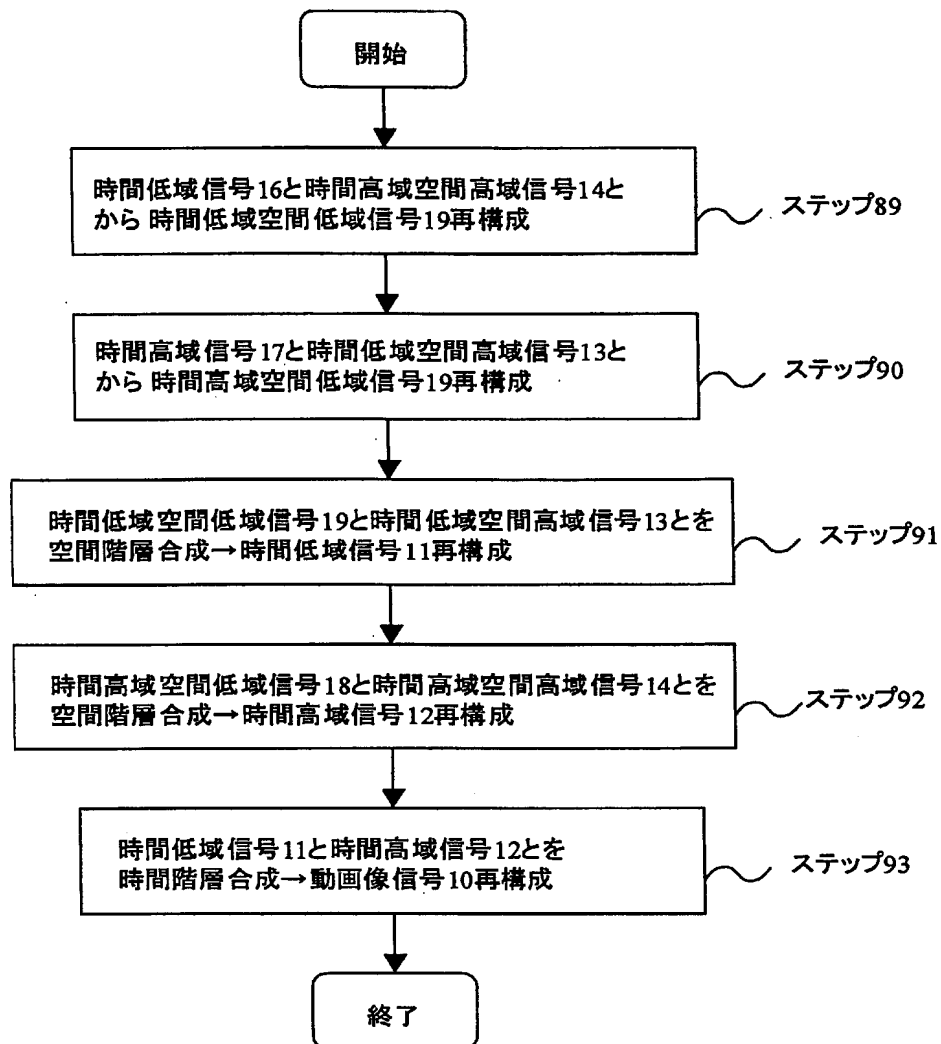 開始
時間低域信号16と時間高域空間高域信号14と
から 時間低域空間低域信号19再構成
ステップ89
時間高域信号17と時間低域空間高域信号13と
から 時間高域空間低域信号19再構成
ステップ90
時間低域空間低域信号19と時間低域空間高域信号13とを
空間階層合成→時間低域信号11再構成
ステップ91
時間高域空間低域信号18と時間高域空間高域信号14とを
空間階層合成→時間高域信号12再構成
ステップ92
時間低域信号11と時間高域信号12とを
時間階層合成→動画像信号10再構成
ステップ93
終了